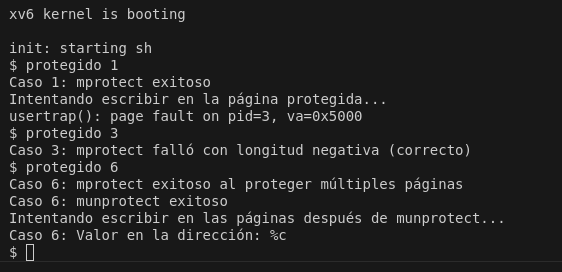 xv6 kernel is booting
init: starting sh
$ protegido 1
Caso 1: mprotect exitoso
Intentando escribir en la página protegida...
usertrap(): page fault on pid=3, va=0x5000
$ protegido 3
Caso 3: mprotect falló con longitud negativa (correcto)
$ protegido 6
Caso 6: mprotect exitoso al proteger múltiples páginas
Caso 6: munprotect exitoso
Intentando escribir en las páginas después de munprotect...
Caso 6: Valor en la dirección: %c
$